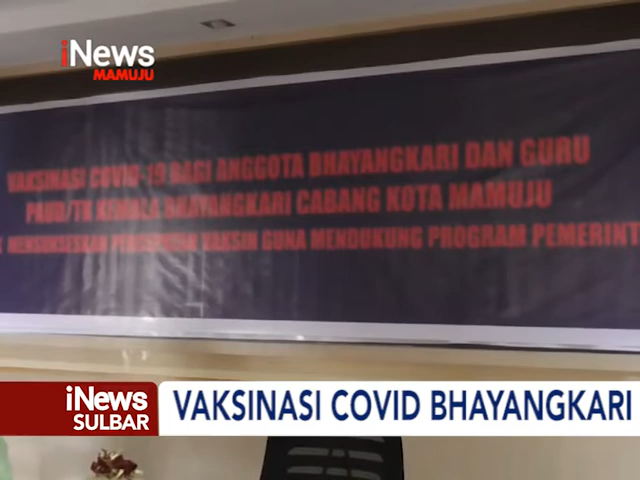 iNews
MAMUJU
VAKSINASI COVID-19 BAGI ANGGOTA BHAYANGKARI DAN GURU
PAUD/TK KEMALA BHAYANGKARI CABANG KOTA MAMUJU
MENSUKSESKAN VAKSIN GUNA MENDUKUNG PROGRAM PEMERINT
iNews
SULBAR
VAKSINASI COVID BHAYANGKARI